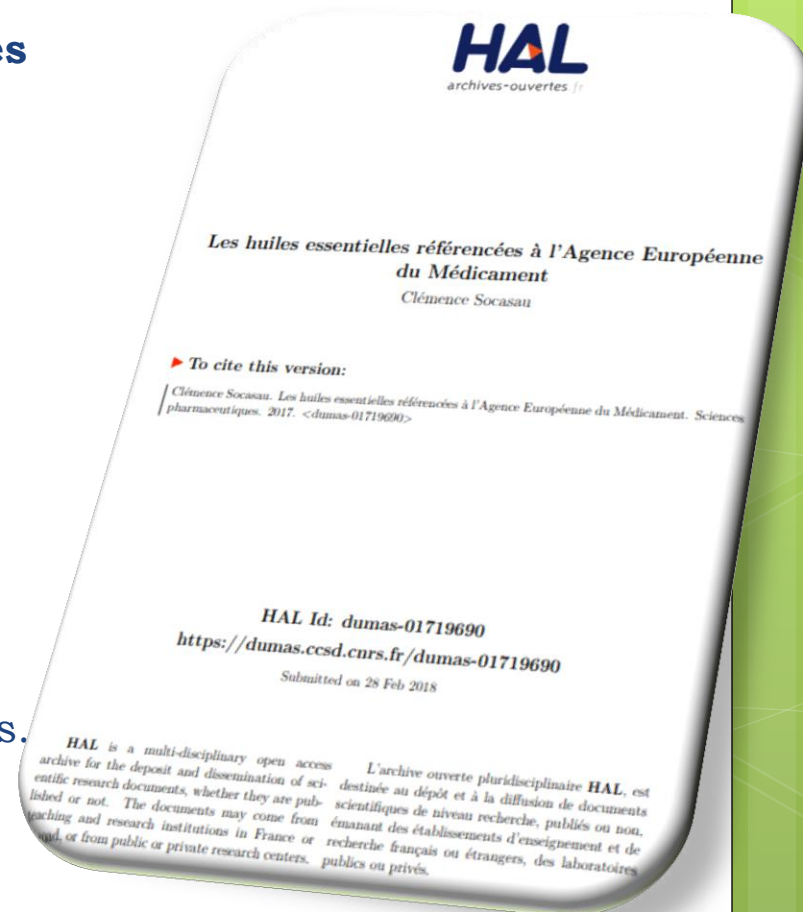 es
HAL
archives-ouvertes.fr
Les huiles essentielles référencées à l'Agence Européenne
du Médicament
Clémence Socasau
► To cite this version:
Clémence Socasau. Les huiles essentielles référencées à l'Agence Européenne du Médicament. Sciences
pharmaceutiques. 2017. <dumas-01719690>
HAL Id: dumas-01719690
https://dumas.ccsd.cnrs.fr/dumas-01719690
Submitted on 28 Feb 2018
s.
HAL is a multi-disciplinary open access
archive for the deposit and dissemination of sci-
entific research documents, whether they are pub-
lished or not. The documents may come from
teaching and research institutions in France or
or from public or private research centers.
L'archive ouverte pluridisciplinaire HAL, est
destinée au dépôt et à la diffusion de documents
scientifiques de niveau recherche, publiés ou non,
émanant des établissements d'enseignement et de
recherche français ou étrangers, des laboratoires
publics ou privés.